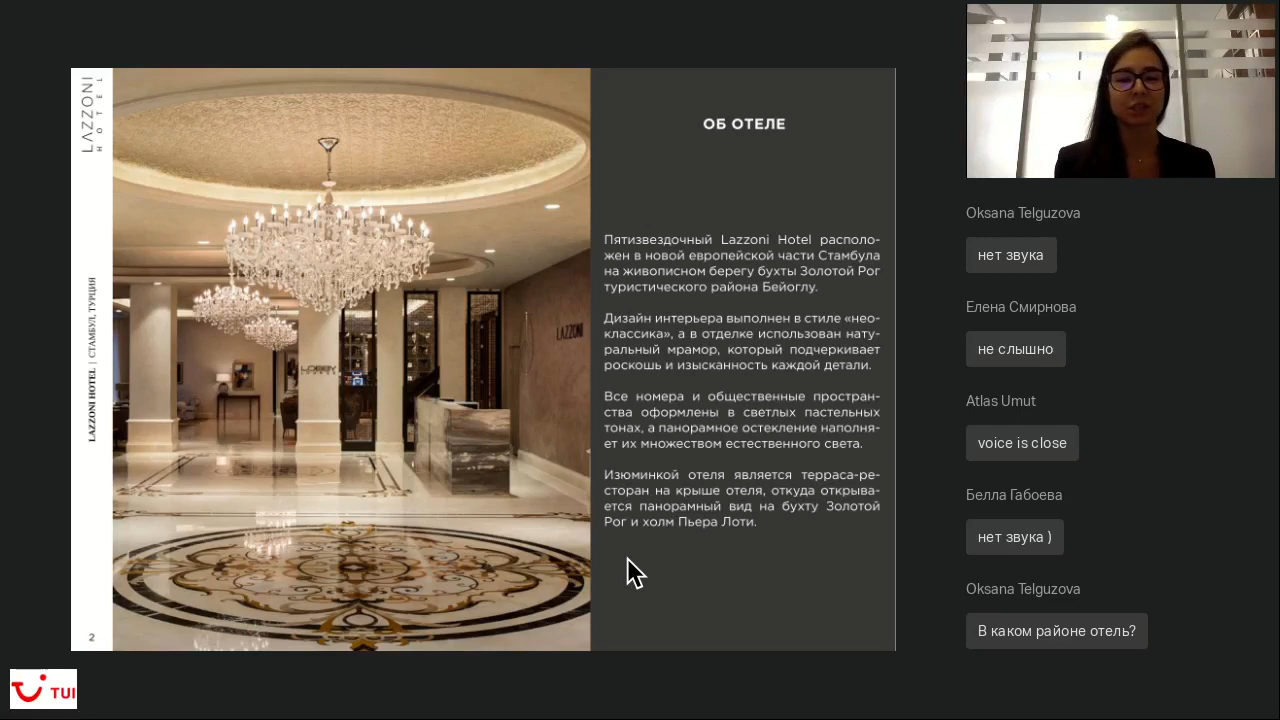 LAZZONI
HOTEL
LAZZONI HOTEL | СТАМБУЛ, ТУРЦИЯ
2
LOBBY
LAZZONI
ОБ ОТЕЛЕ
Пятизвездочный Lazzoni Hotel располо-
жен в новой европейской части Стамбула
на живописном берегу бухты Золотой Рог
туристического района Бейоглу.
Дизайн интерьера выполнен в стиле «нео-
классика», а в отделке использован нату-
ральный мрамор, который подчеркивает
роскошь и изысканность каждой детали.
Все номера и общественные простран-
ства оформлены в светлых пастельных
тонах, а панорамное остекление наполня-
ет их множеством естественного света.
Изюминкой отеля является терраса-ре-
сторан на крыше отеля, откуда открыва-
ется панорамный вид на бухту Золотой
Рог и холм Пьера Лоти.
TUI
Oksana Telguzova
нет звука
Елена Смирнова
не слышно
Atlas Umut
voice is close
Белла Габоева
нет звука )
Oksana Telguzova
В каком районе отель?